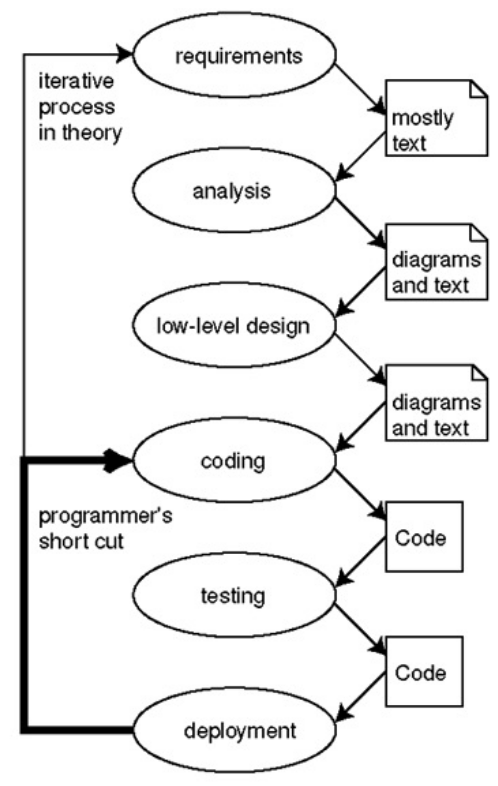 requirements
iterative
process
in theory
mostly
text
analysis
diagrams
and text
low-level design
diagrams
and text
coding
programmer's
short cut
Code
testing
Code
deployment